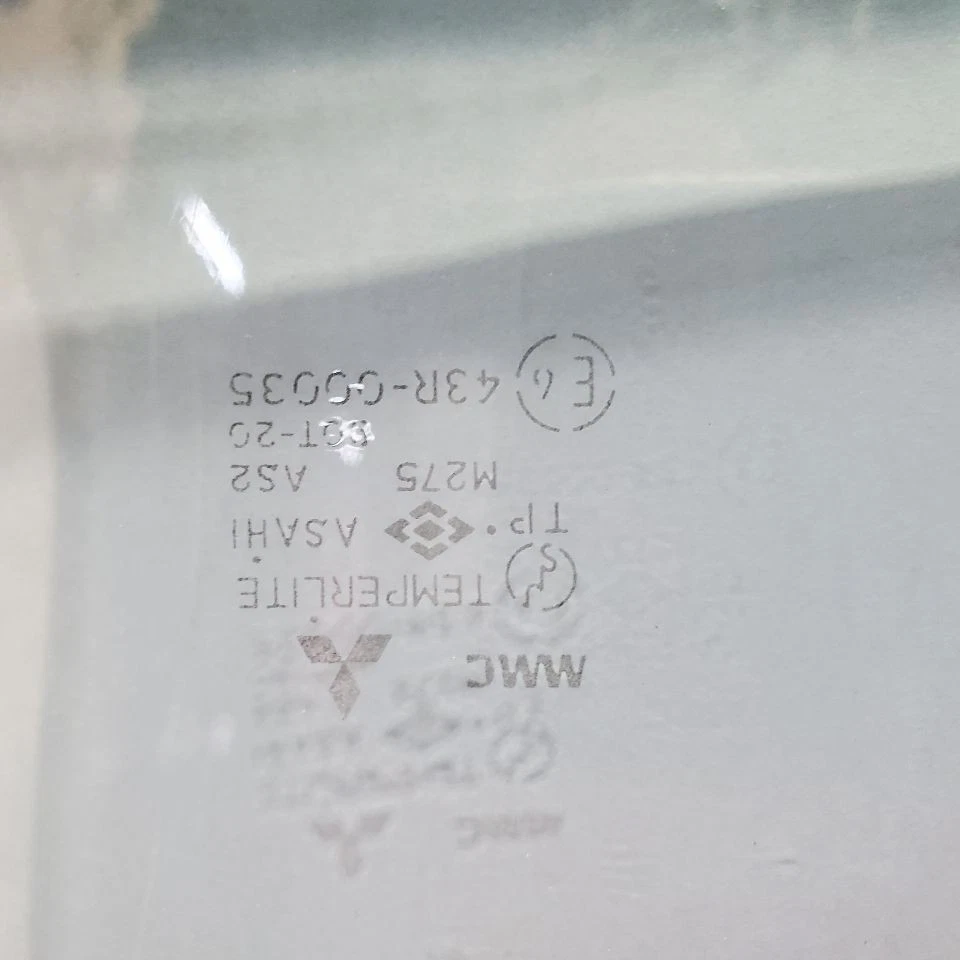 MMC
TEMPERLITE
TP· ASAHI
M275 AS2
DOT-20
E6 43R-00035